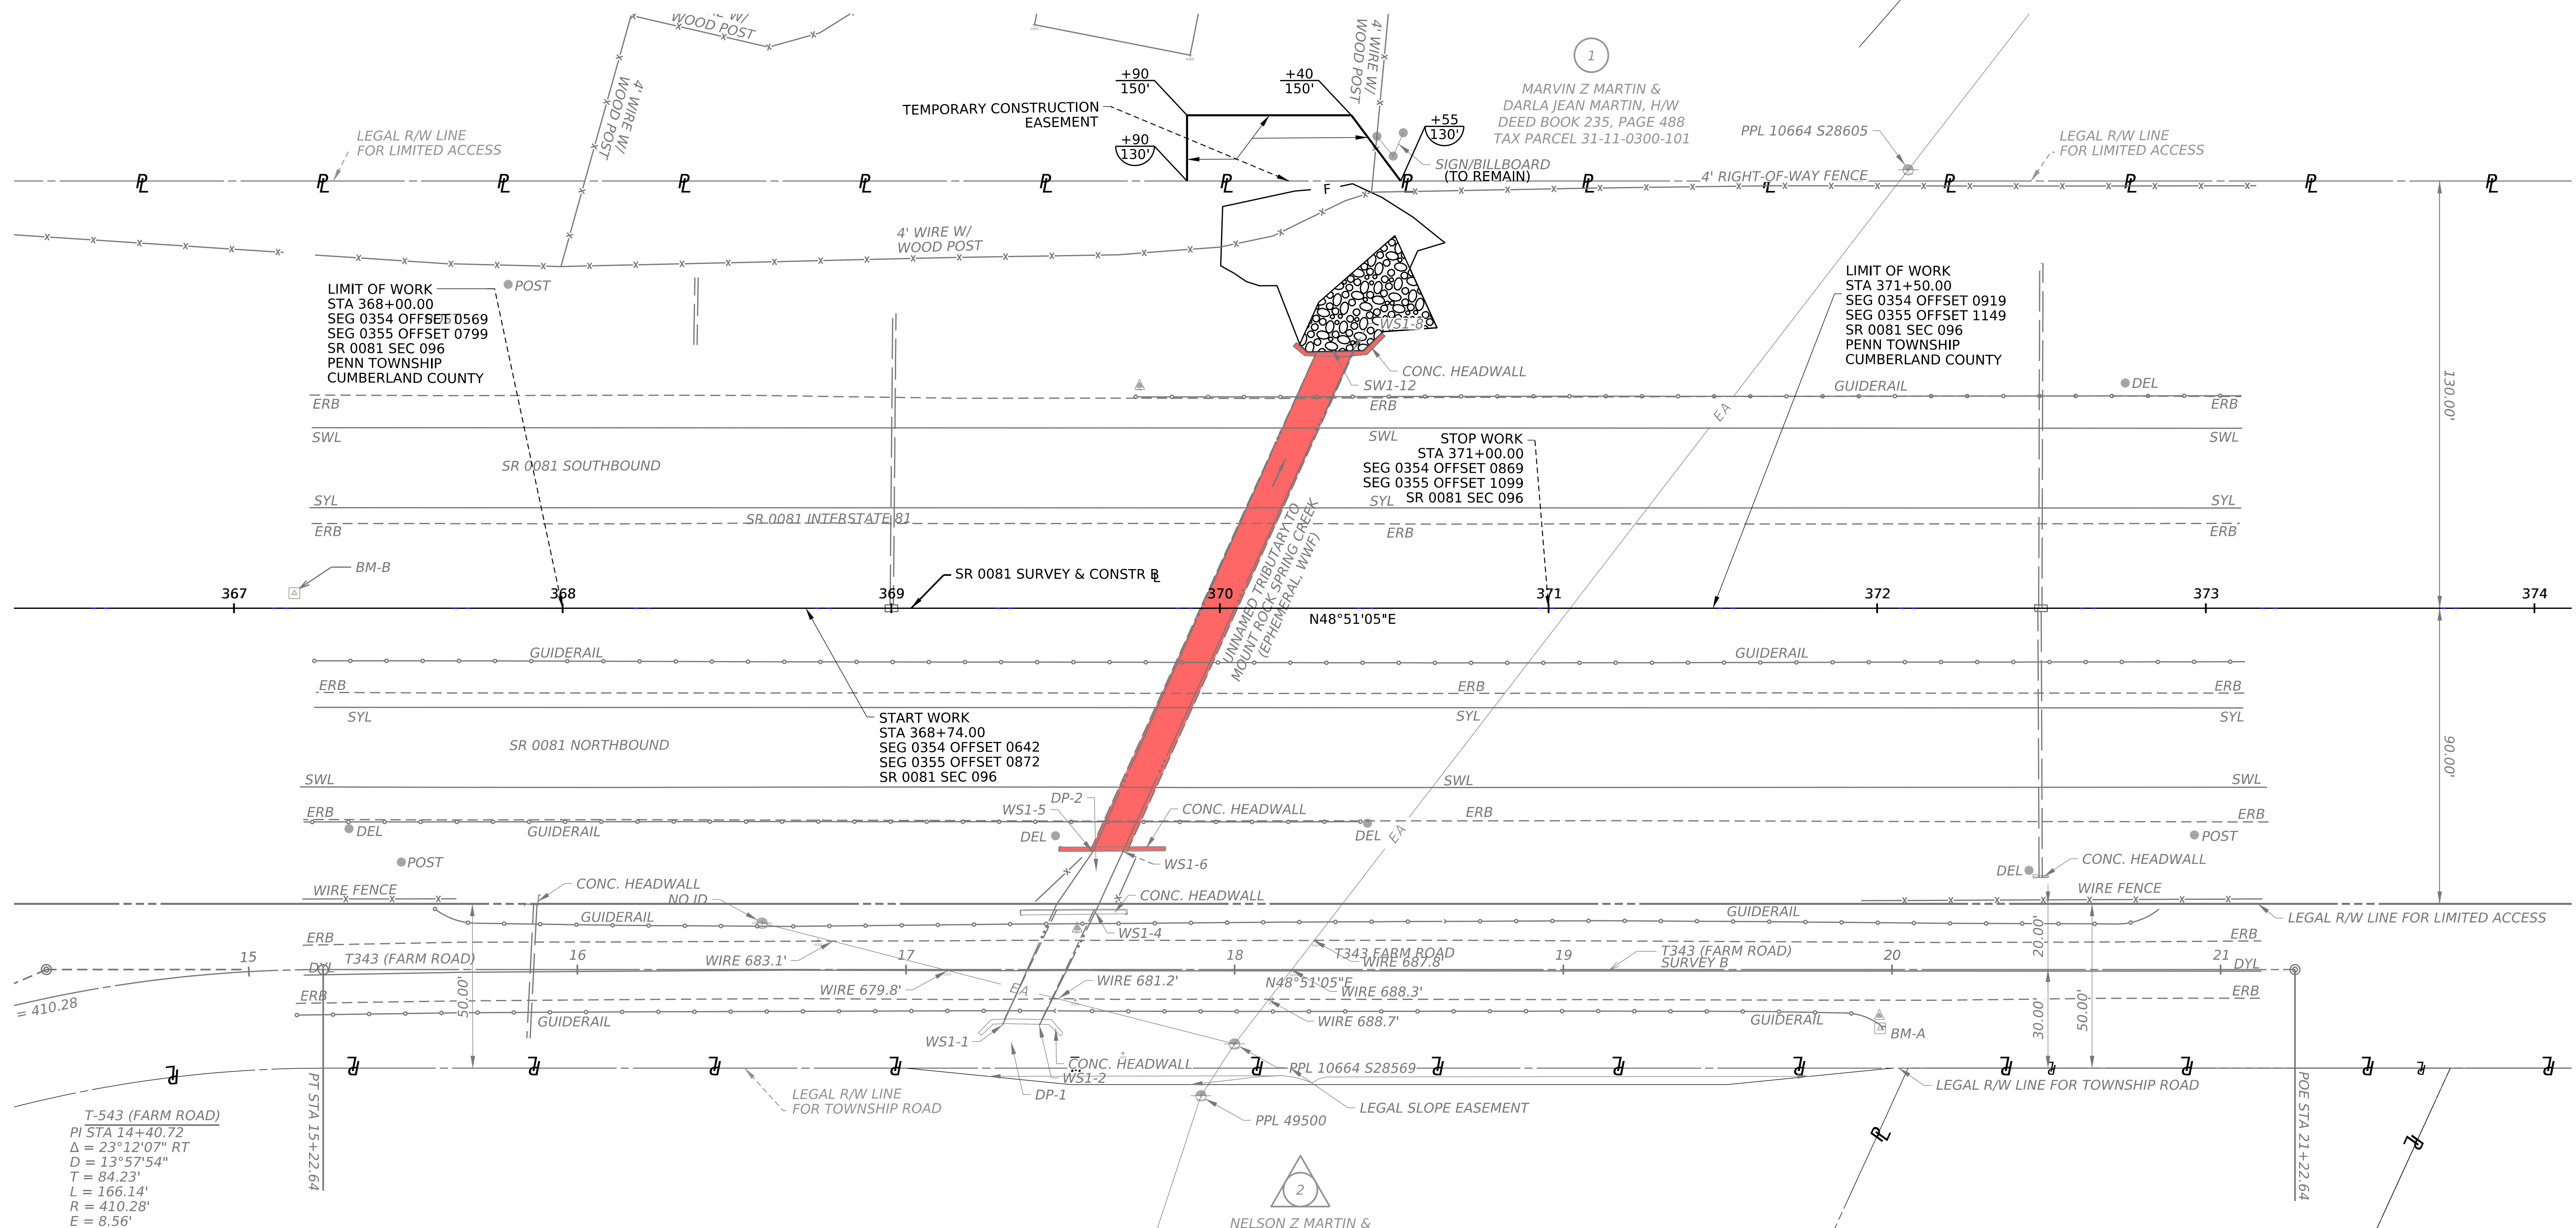 WOOD POST
4' WIRE W/
WOOD POST
4' WIRE W/
WOOD POST
+90
150'
+40
150'
TEMPORARY CONSTRUCTION
EASEMENT
+90
130'
+55
130'
1
MARVIN Z MARTIN &
DARLA JEAN MARTIN, H/W
DEED BOOK 235, PAGE 488
TAX PARCEL 31-11-0300-101
SIGN/BILLBOARD
(TO REMAIN)
PPL 10664 S28605
LEGAL R/W LINE
FOR LIMITED ACCESS
LEGAL R/W LINE
FOR LIMITED ACCESS
4' RIGHT-OF-WAY FENCE
F
4' WIRE W/
WOOD POST
POST
LIMIT OF WORK
STA 368+00.00
SEG 0354 OFFSET 0569
SEG 0355 OFFSET 0799
SR 0081 SEC 096
PENN TOWNSHIP
CUMBERLAND COUNTY
LIMIT OF WORK
STA 371+50.00
SEG 0354 OFFSET 0919
SEG 0355 OFFSET 1149
SR 0081 SEC 096
PENN TOWNSHIP
CUMBERLAND COUNTY
WS1-8
CONC. HEADWALL
SW1-12
GUIDERAIL
DEL
130.00'
ERB
ERB
ERB
SWL
SWL
SWL
STOP WORK
STA 371+00.00
SEG 0354 OFFSET 0869
SEG 0355 OFFSET 1099
SR 0081 SEC 096
EA
SR 0081 SOUTHBOUND
SYL
SYL
SYL
SR 0081 INTERSTATE 81
ERB
ERB
ERB
UNNAMED TRIBUTARY TO
MOUNT ROCK SPRING CREEK
(EPHEMERAL, WWF)
BM-B
SR 0081 SURVEY & CONSTR BL
367
368
369
370
371
372
373
374
N48°51'05"E
GUIDERAIL
GUIDERAIL
ERB
ERB
ERB
SYL
SYL
SYL
START WORK
STA 368+74.00
SEG 0354 OFFSET 0642
SEG 0355 OFFSET 0872
SR 0081 SEC 096
SR 0081 NORTHBOUND
90.00'
SWL
SWL
SWL
DP-2
WS1-5
CONC. HEADWALL
ERB
ERB
ERB
DEL
GUIDERAIL
DEL
DEL
EA
POST
POST
WS1-6
DEL
CONC. HEADWALL
WIRE FENCE
CONC. HEADWALL
NO ID
CONC. HEADWALL
WIRE FENCE
GUIDERAIL
GUIDERAIL
LEGAL R/W LINE FOR LIMITED ACCESS
WS1-4
ERB
ERB
20.00'
T343 (FARM ROAD)
T343 FARM ROAD
T343 (FARM ROAD)
SURVEY B
15
16
17
18
19
20
21
DYL
DYL
WIRE 683.1'
WIRE 687.8'
WIRE 679.8'
WIRE 681.2'
N48°51'05"E
WIRE 688.3'
EA
ERB
ERB
50.00'
30.00'
50.00'
= 410.28
GUIDERAIL
WIRE 688.7'
GUIDERAIL
BM-A
WS1-1
CONC. HEADWALL
WS1-2
PPL 10664 S28569
DP-1
LEGAL R/W LINE
FOR TOWNSHIP ROAD
LEGAL SLOPE EASEMENT
LEGAL R/W LINE FOR TOWNSHIP ROAD
PPL 49500
PT STA 15+22.64
POE STA 21+22.64
T-543 (FARM ROAD)
PI STA 14+40.72
Δ = 23°12'07" RT
D = 13°57'54"
T = 84.23'
L = 166.14'
R = 410.28'
E = 8.56'
2
NELSON Z MARTIN &